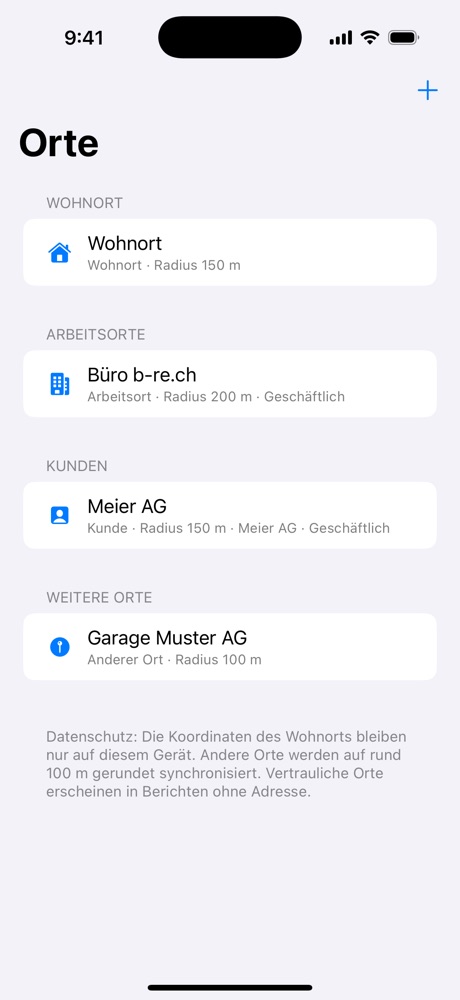 9:41
Orte
WOHNORT
Wohnort
Wohnort · Radius 150 m
ARBEITSORTE
Büro b-re.ch
Arbeitsort · Radius 200 m · Geschäftlich
KUNDEN
Meier AG
Kunde · Radius 150 m · Meier AG · Geschäftlich
WEITERE ORTE
Garage Muster AG
Anderer Ort · Radius 100 m
Datenschutz: Die Koordinaten des Wohnorts bleiben
nur auf diesem Gerät. Andere Orte werden auf rund
100 m gerundet synchronisiert. Vertrauliche Orte
erscheinen in Berichten ohne Adresse.